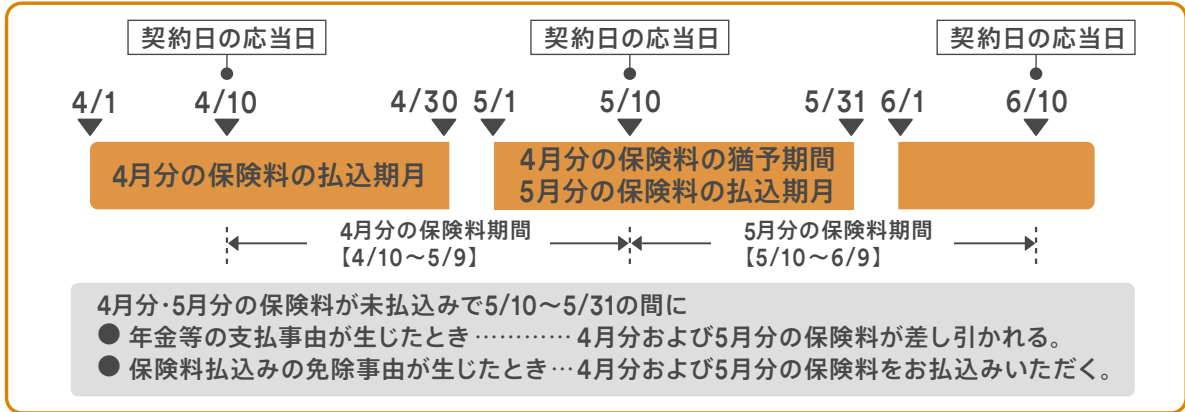 契約日の応当日 契約日の応当日 契約日の応当日
4/1 4/10 4/30 5/1 5/10 5/31 6/1 6/10
4月分の保険料の払込期月
4月分の保険料の猶予期間
5月分の保険料の払込期月
4月分の保険料期間
【4/10～5/9】
5月分の保険料期間
【5/10～6/9】
4月分・5月分の保険料が未払込みで5/10～5/31の間に
● 年金等の支払事由が生じたとき………… 4月分および5月分の保険料が差し引かれる。
● 保険料払込みの免除事由が生じたとき…4月分および5月分の保険料をお払込みいただく。